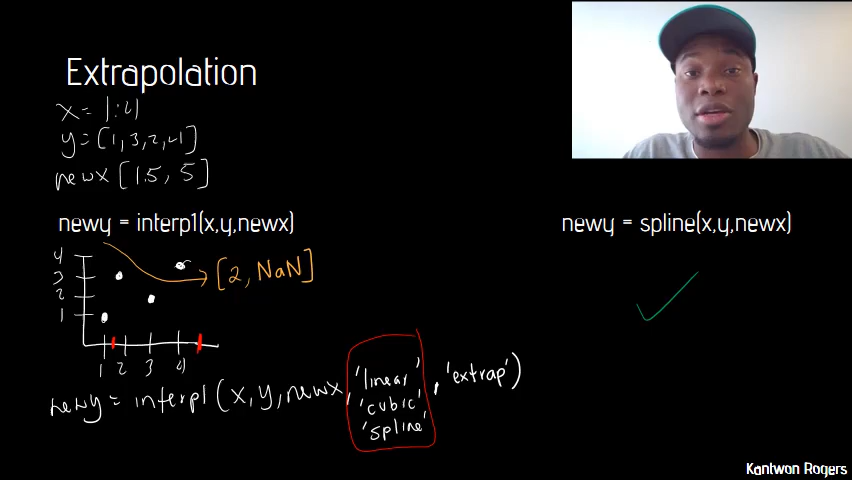 Extrapolation
x = 1:4
y = [1, 3, 2, 4]
newx [1.5, 5]
newy = interp1(x,y,newx)
newy = spline(x,y,newx)
4
3
2
1
[2, NaN]
1 2 3 4
newy = interp1(x, y, newx, 'linear' , 'extrap')
'cubic'
'spline'
Kantwon Rogers